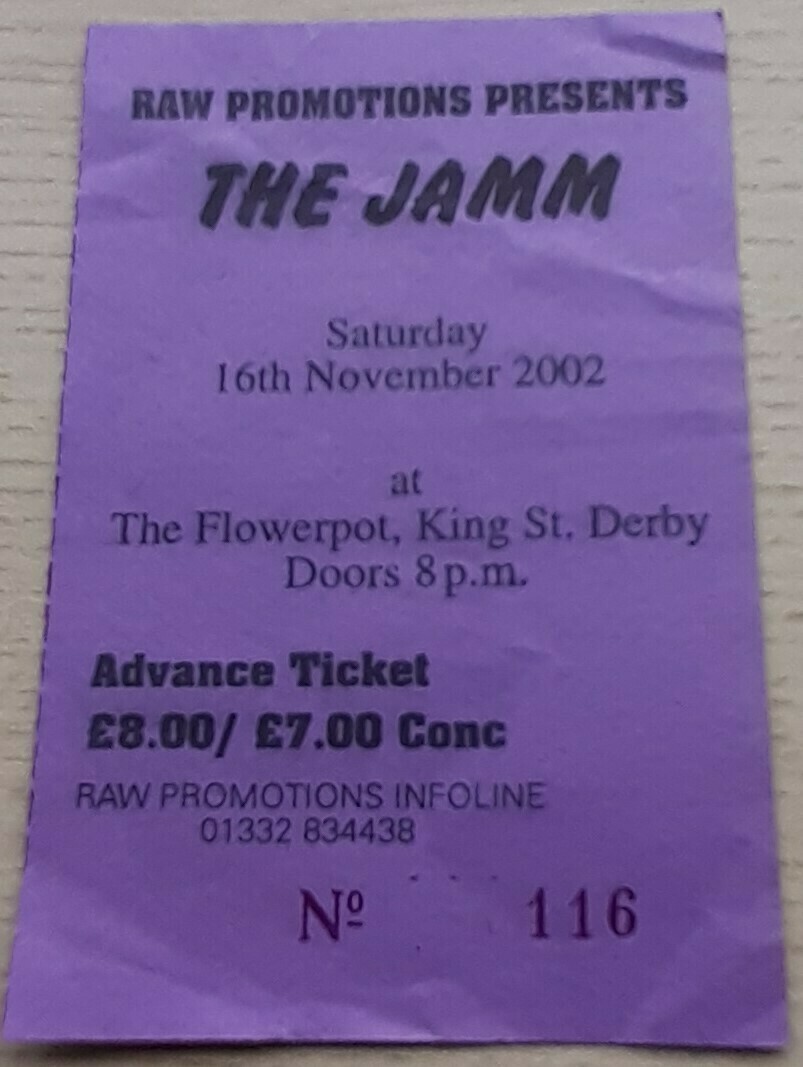 RAW PROMOTIONS PRESENTS
THE JAMM
Saturday
16th November 2002
at
The Flowerpot, King St. Derby
Doors 8 p.m.
Advance Ticket
£8.00/ £7.00 Conc
RAW PROMOTIONS INFOLINE
01332 834438
Nº 116